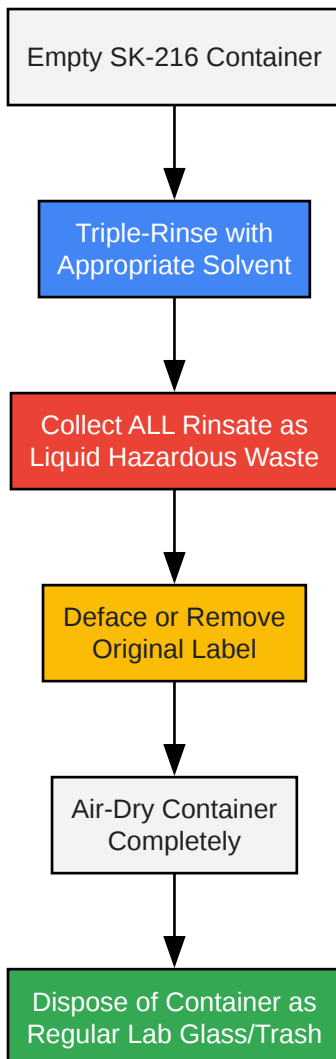 Empty SK-216 Container
Triple-Rinse with
Appropriate Solvent
Collect ALL Rinsate as
Liquid Hazardous Waste
Deface or Remove
Original Label
Air-Dry Container
Completely
Dispose of Container as
Regular Lab Glass/Trash